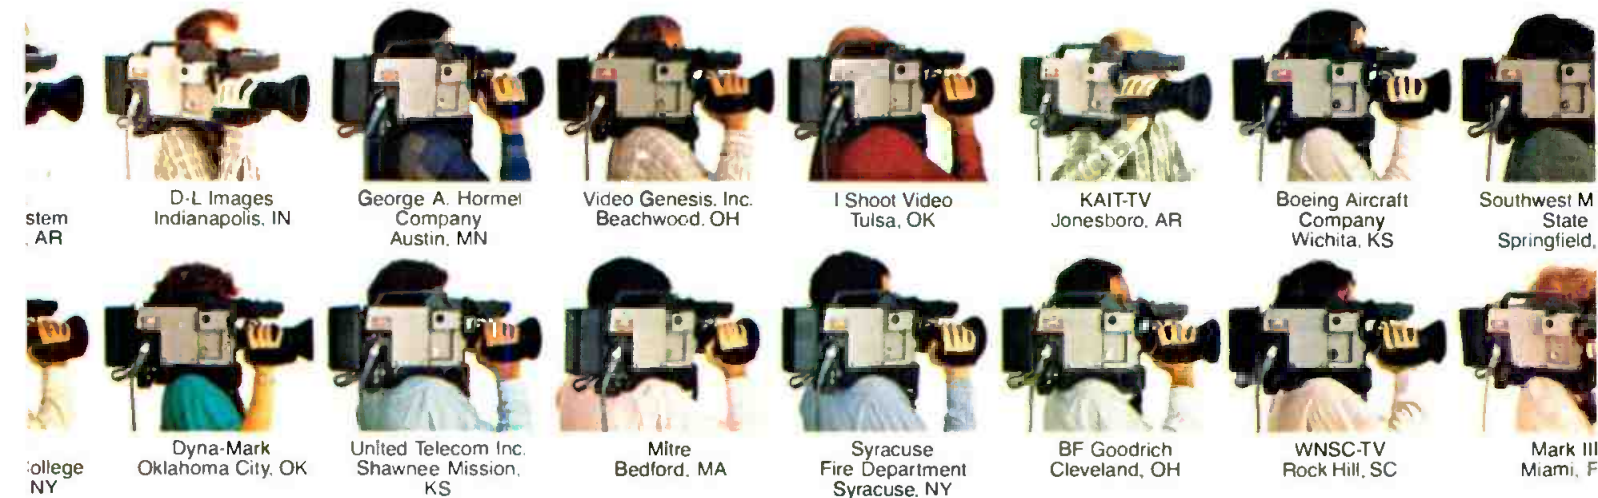 stem
, AR
D-L Images
Indianapolis, IN
George A. Hormel
Company
Austin, MN
Video Genesis, Inc.
Beachwood, OH
I Shoot Video
Tulsa, OK
KAIT-TV
Jonesboro, AR
Boeing Aircraft
Company
Wichita, KS
Southwest M
State
Springfield,
ollege
NY
Dyna-Mark
Oklahoma City, OK
United Telecom Inc.
Shawnee Mission,
KS
Mitre
Bedford, MA
Syracuse
Fire Department
Syracuse, NY
BF Goodrich
Cleveland, OH
WNSC-TV
Rock Hill, SC
Mark III
Miami, F